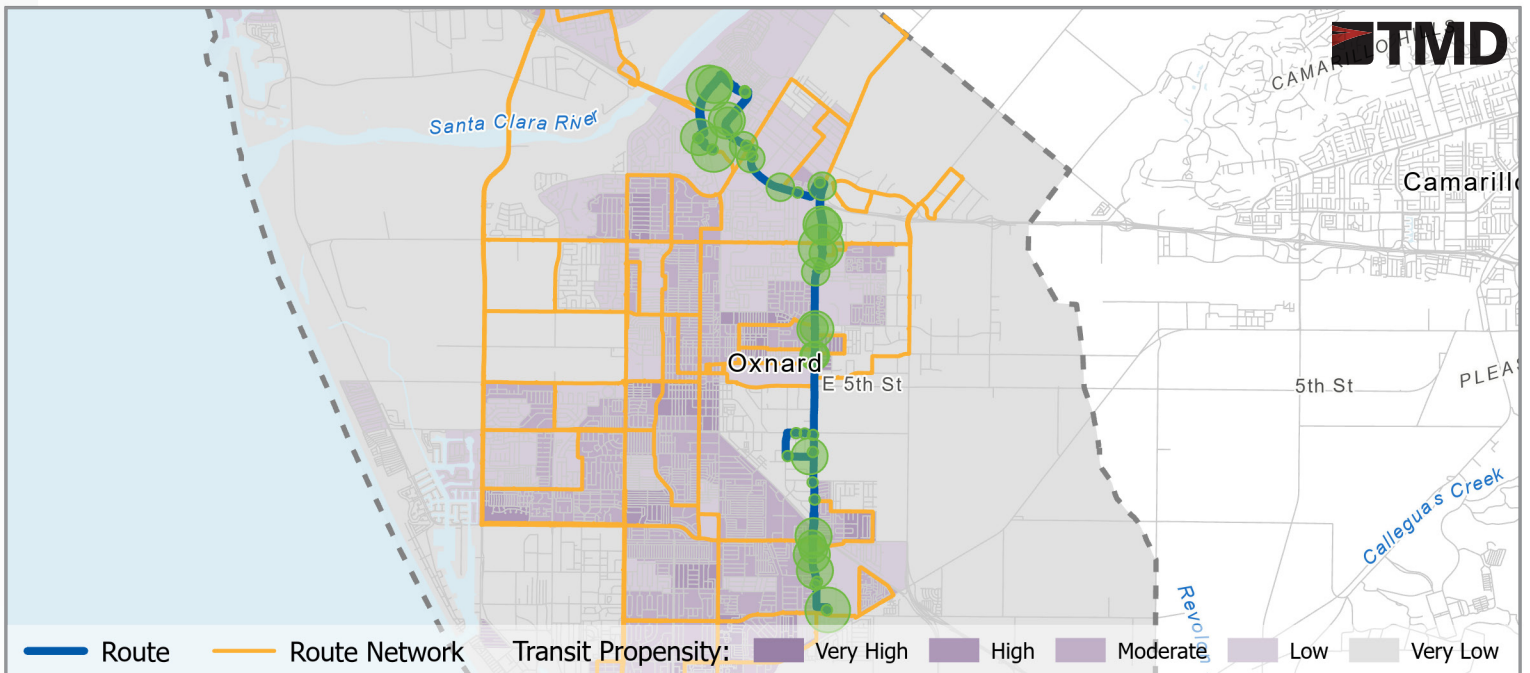 TMD
CAMARILLO HILLS
Santa Clara River
Camarillo
Oxnard
E 5th St
5th St
PLEAS
Calleguas Creek
Revolon
Route
Route Network
Transit Propensity:
Very High
High
Moderate
Low
Very Low